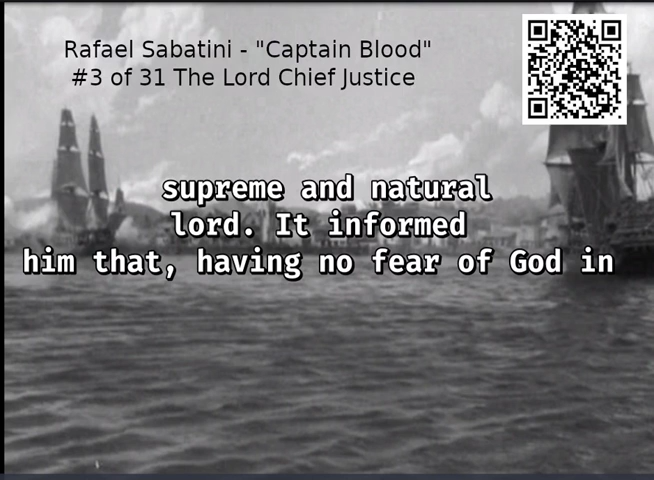 Rafael Sabatini - "Captain Blood"
#3 of 31 The Lord Chief Justice
supreme and natural
lord. It informed
him that, having no fear of God in